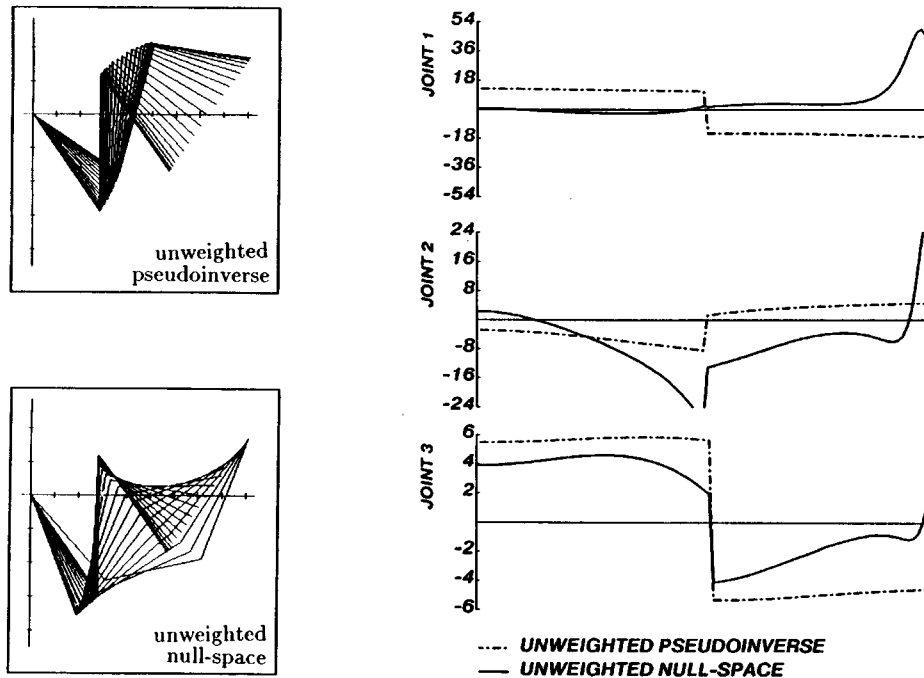 unweighted
pseudoinverse
unweighted
null-space
JOINT 1
54
36
18
-18
-36
-54
JOINT 2
24
16
8
-8
-16
-24
JOINT 3
6
4
2
-2
-4
-6
UNWEIGHTED PSEUDOINVERSE
UNWEIGHTED NULL-SPACE